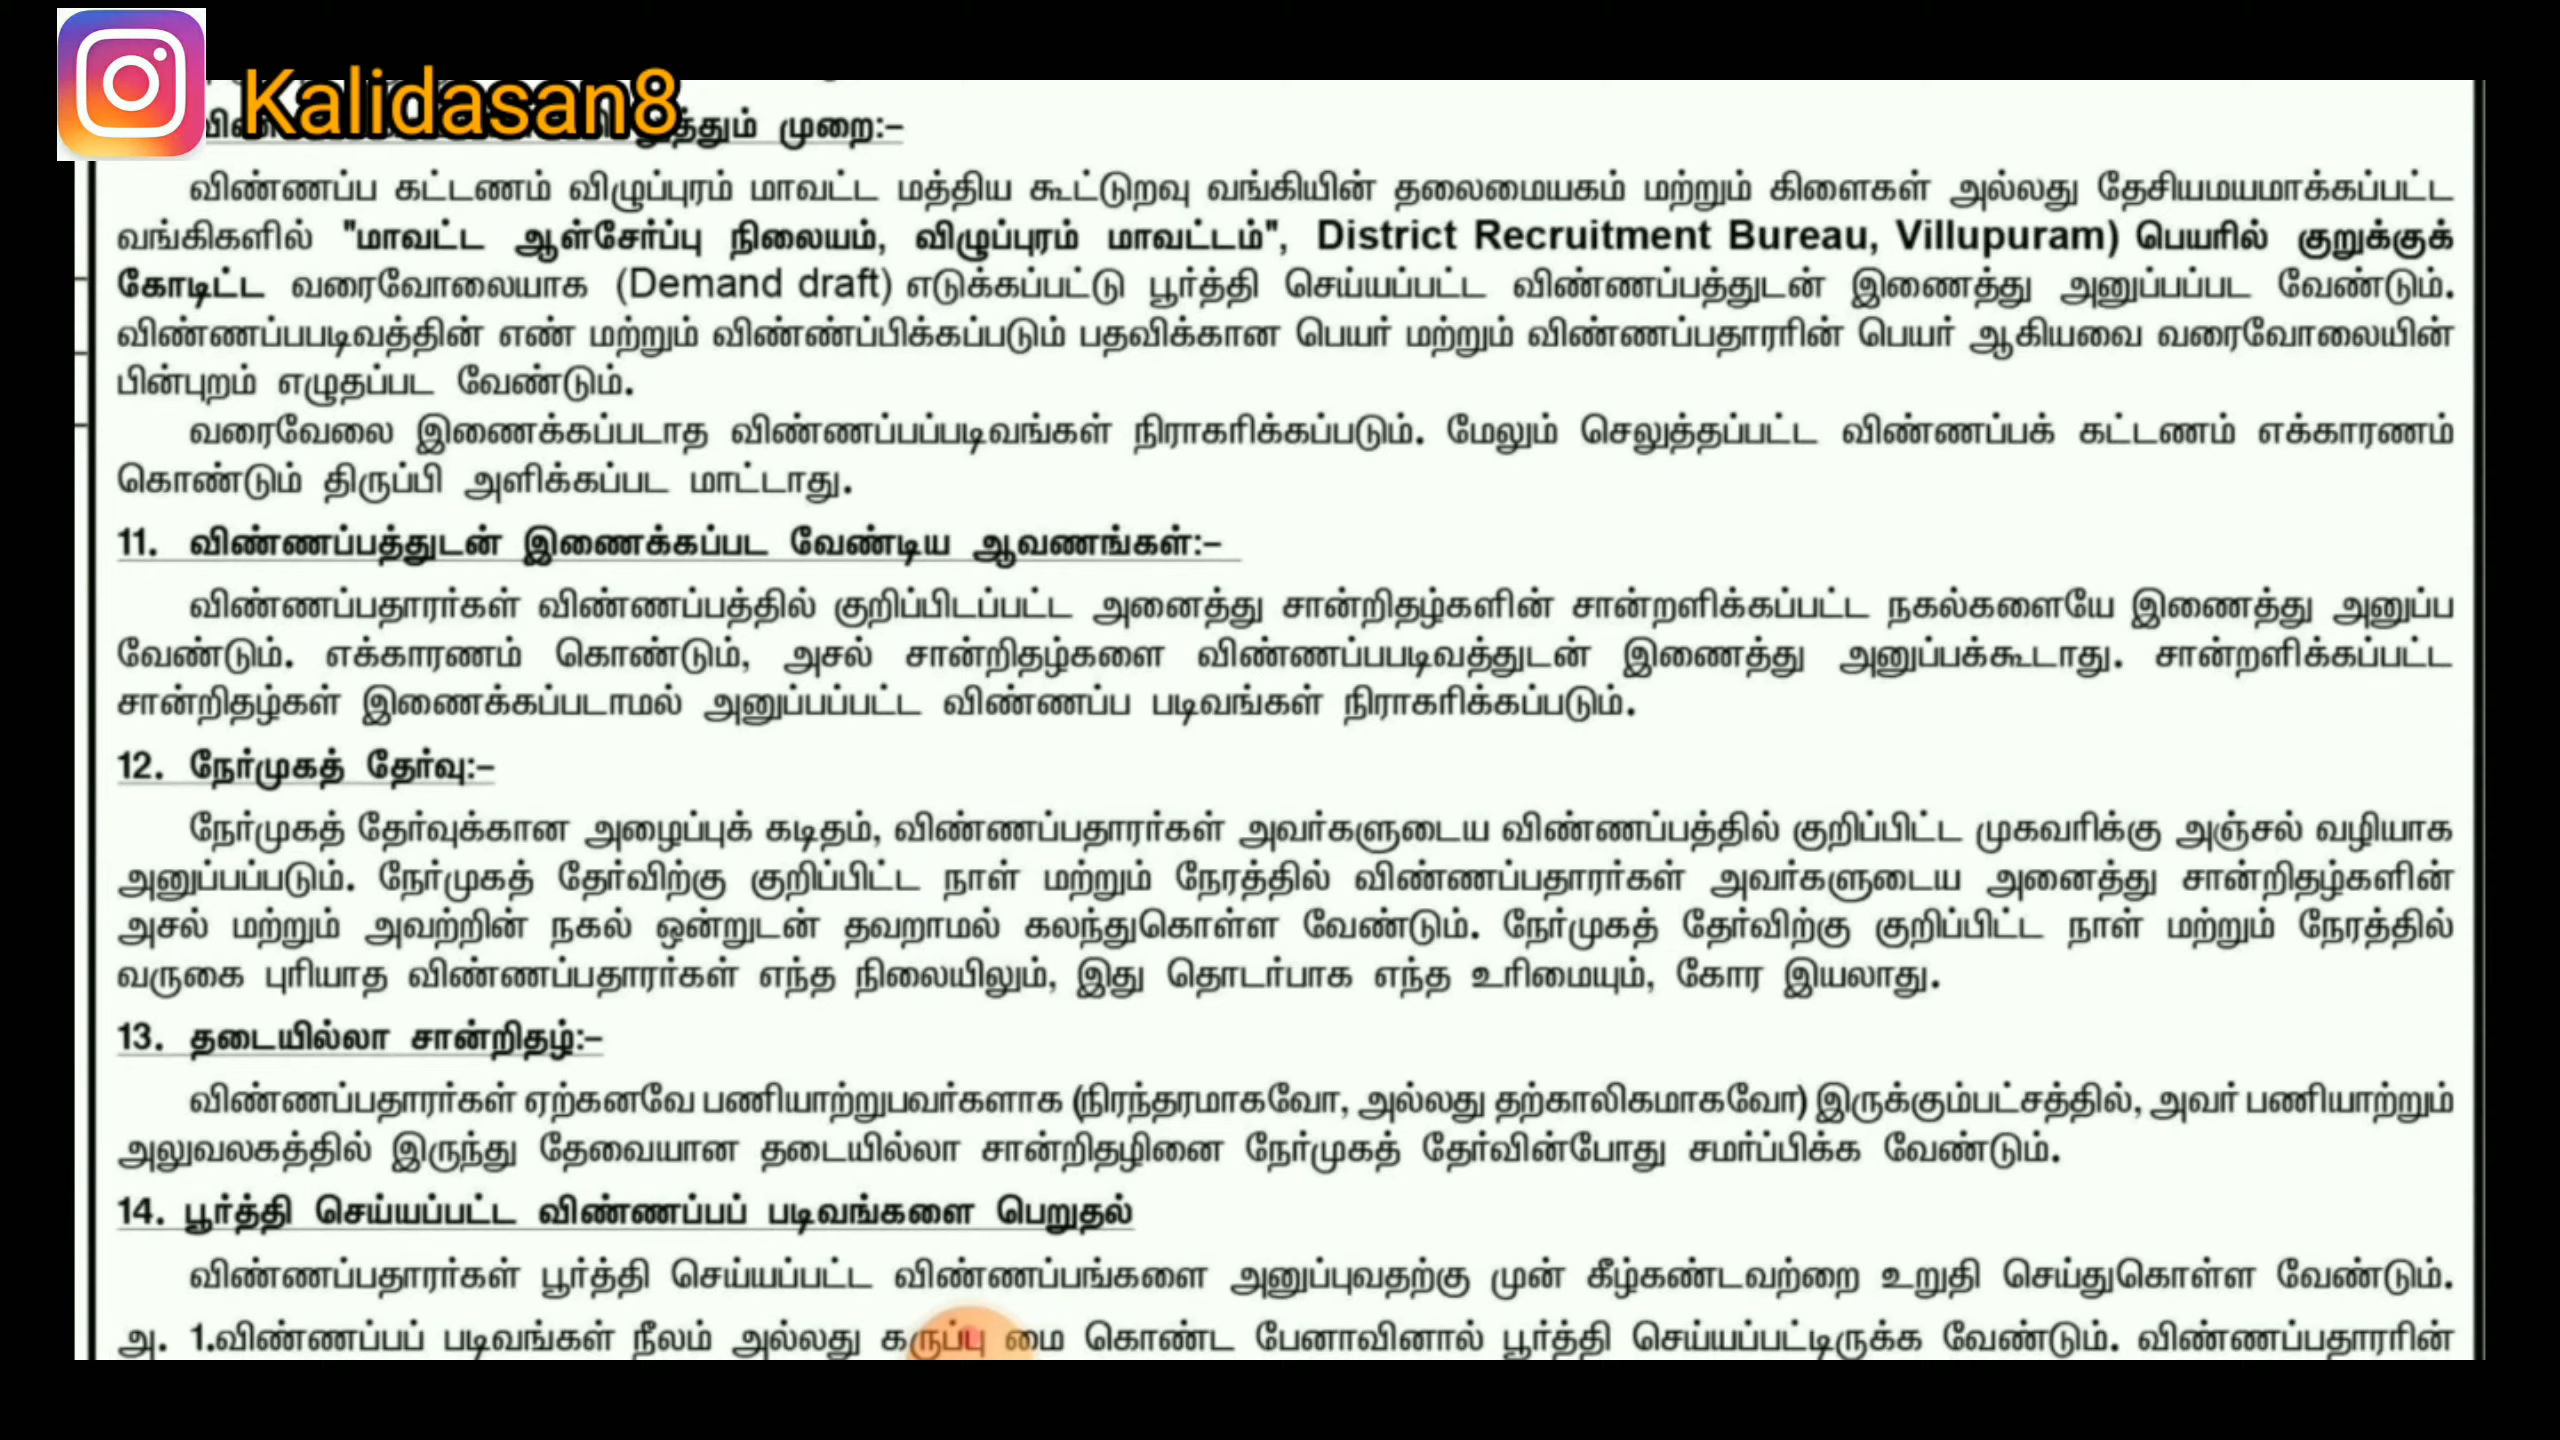 Kalidasan8
முறை:–
விண்ணப்ப கட்டணம் விழுப்புரம் மாவட்ட மத்திய கூட்டுறவு வங்கியின் தலைமையகம் மற்றும் கிளைகள் அல்லது தேசியமயமாக்கப்பட்ட
வங்கிகளில் "மாவட்ட ஆள்சேர்ப்பு நிலையம், விழுப்புரம் மாவட்டம்", District Recruitment Bureau, Villupuram) பெயரில் குறுக்குக்
கோடிட்ட வரைவோலையாக (Demand draft) எடுக்கப்பட்டு பூர்த்தி செய்யப்பட்ட விண்ணப்பத்துடன் இணைத்து அனுப்பப்பட வேண்டும்.
விண்ணப்பபடிவத்தின் எண் மற்றும் விண்ண்ப்பிக்கப்படும் பதவிக்கான பெயர் மற்றும் விண்ணப்பதாரரின் பெயர் ஆகியவை வரைவோலையின்
பின்புறம் எழுதப்பட வேண்டும்.
வரைவேலை இணைக்கப்படாத விண்ணப்பப்படிவங்கள் நிராகரிக்கப்படும். மேலும் செலுத்தப்பட்ட விண்ணப்பக் கட்டணம் எக்காரணம்
கொண்டும் திருப்பி அளிக்கப்பட மாட்டாது.
11. விண்ணப்பத்துடன் இணைக்கப்பட வேண்டிய ஆவணங்கள்:–
விண்ணப்பதாரர்கள் விண்ணப்பத்தில் குறிப்பிடப்பட்ட அனைத்து சான்றிதழ்களின் சான்றளிக்கப்பட்ட நகல்களையே இணைத்து அனுப்ப
வேண்டும். எக்காரணம் கொண்டும், அசல் சான்றிதழ்களை விண்ணப்பபடிவத்துடன் இணைத்து அனுப்பக்கூடாது. சான்றளிக்கப்பட்ட
சான்றிதழ்கள் இணைக்கப்படாமல் அனுப்பப்பட்ட விண்ணப்ப படிவங்கள் நிராகரிக்கப்படும்.
12. நேர்முகத் தேர்வு:–
நேர்முகத் தேர்வுக்கான அழைப்புக் கடிதம், விண்ணப்பதாரர்கள் அவர்களுடைய விண்ணப்பத்தில் குறிப்பிட்ட முகவரிக்கு அஞ்சல் வழியாக
அனுப்பப்படும். நேர்முகத் தேர்விற்கு குறிப்பிட்ட நாள் மற்றும் நேரத்தில் விண்ணப்பதாரர்கள் அவர்களுடைய அனைத்து சான்றிதழ்களின்
அசல் மற்றும் அவற்றின் நகல் ஒன்றுடன் தவறாமல் கலந்துகொள்ள வேண்டும். நேர்முகத் தேர்விற்கு குறிப்பிட்ட நாள் மற்றும் நேரத்தில்
வருகை புரியாத விண்ணப்பதாரர்கள் எந்த நிலையிலும், இது தொடர்பாக எந்த உரிமையும், கோர இயலாது.
13. தடையில்லா சான்றிதழ்:–
விண்ணப்பதாரர்கள் ஏற்கனவே பணியாற்றுபவர்களாக (நிரந்தரமாகவோ, அல்லது தற்காலிகமாகவோ) இருக்கும்பட்சத்தில், அவர் பணியாற்றும்
அலுவலகத்தில் இருந்து தேவையான தடையில்லா சான்றிதழினை நேர்முகத் தேர்வின்போது சமர்ப்பிக்க வேண்டும்.
14. பூர்த்தி செய்யப்பட்ட விண்ணப்பப் படிவங்களை பெறுதல்
விண்ணப்பதாரர்கள் பூர்த்தி செய்யப்பட்ட விண்ணப்பங்களை அனுப்புவதற்கு முன் கீழ்கண்டவற்றை உறுதி செய்துகொள்ள வேண்டும்.
அ. 1.விண்ணப்பப் படிவங்கள் நீலம் அல்லது கருப்பு மை கொண்ட பேனாவினால் பூர்த்தி செய்யப்பட்டிருக்க வேண்டும். விண்ணப்பதாரரின்